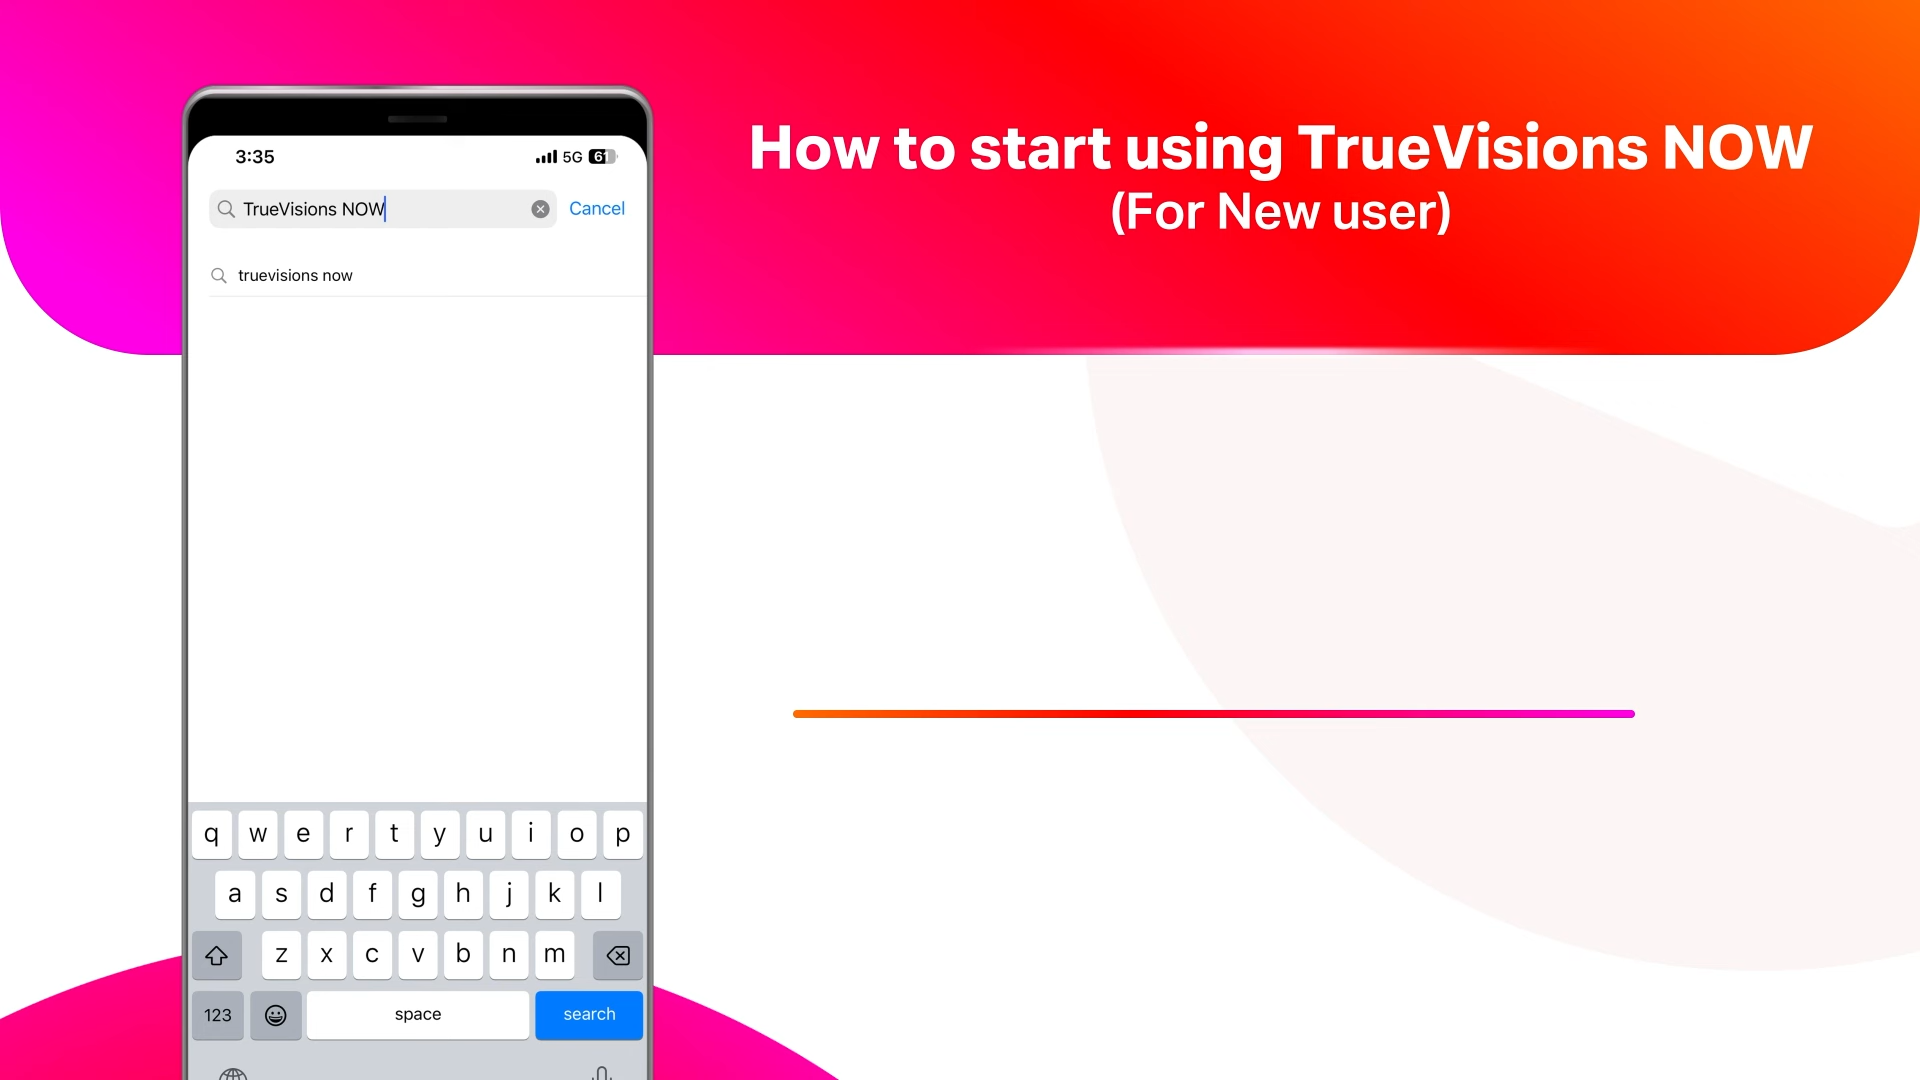 How to start using TrueVisions NOW
(For New user)
3:35
5G 61
TrueVisions NOW
Cancel
truevisions now
q w e r t y u i o p
a s d f g h j k l
z x c v b n m
123 space search